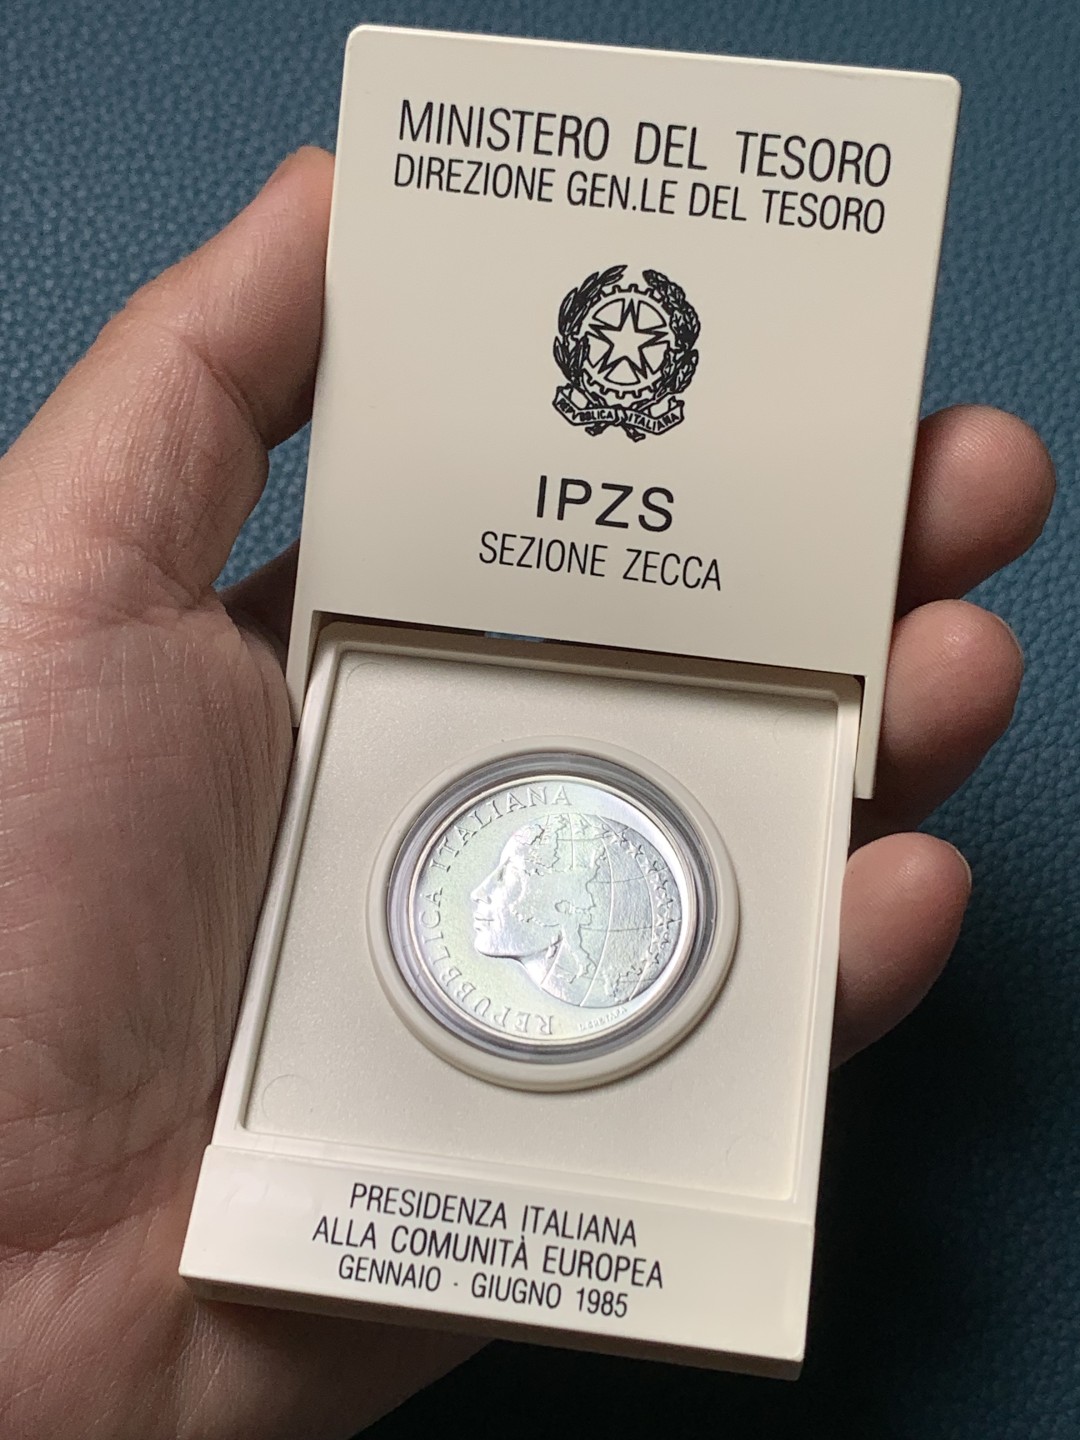 MINISTERO DEL TESORO
DIREZIONE GEN.LE DEL TESORO
REPVBBLICA ITALIANA
IPZS
SEZIONE ZECCA
REPUBBLICA ITALIANA
PRESIDENZA ITALIANA
ALLA COMUNITÀ EUROPEA
GENNAIO - GIUGNO 1985